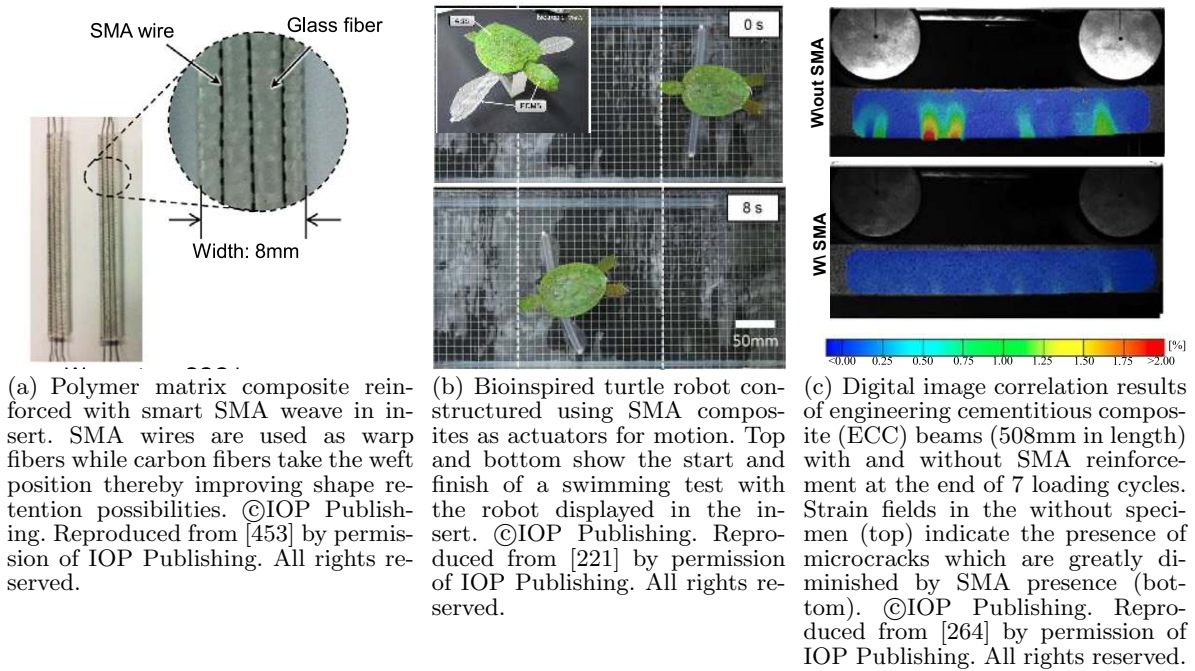 SMA wire
Glass fiber
Width: 8mm
0 s
8 s
50mm
W\out SMA
W\ SMA
[%]
<0.00 0.25 0.50 0.75 1.00 1.25 1.50 1.75 >2.00
(a) Polymer matrix composite rein-
forced with smart SMA weave in in-
sert. SMA wires are used as warp
fibers while carbon fibers take the weft
position thereby improving shape re-
tention possibilities. ©IOP Publish-
ing. Reproduced from [453] by permis-
sion of IOP Publishing. All rights re-
served.
(b) Bioinspired turtle robot con-
structured using SMA compos-
ites as actuators for motion. Top
and bottom show the start and
finish of a swimming test with
the robot displayed in the in-
sert. ©IOP Publishing. Repro-
duced from [221] by permission
of IOP Publishing. All rights re-
served.
(c) Digital image correlation results
of engineering cementitious compos-
ite (ECC) beams (508mm in length)
with and without SMA reinforce-
ment at the end of 7 loading cycles.
Strain fields in the without speci-
men (top) indicate the presence of
microcracks which are greatly di-
minished by SMA presence (bot-
tom). ©IOP Publishing. Repro-
duced from [264] by permission of
IOP Publishing. All rights reserved.